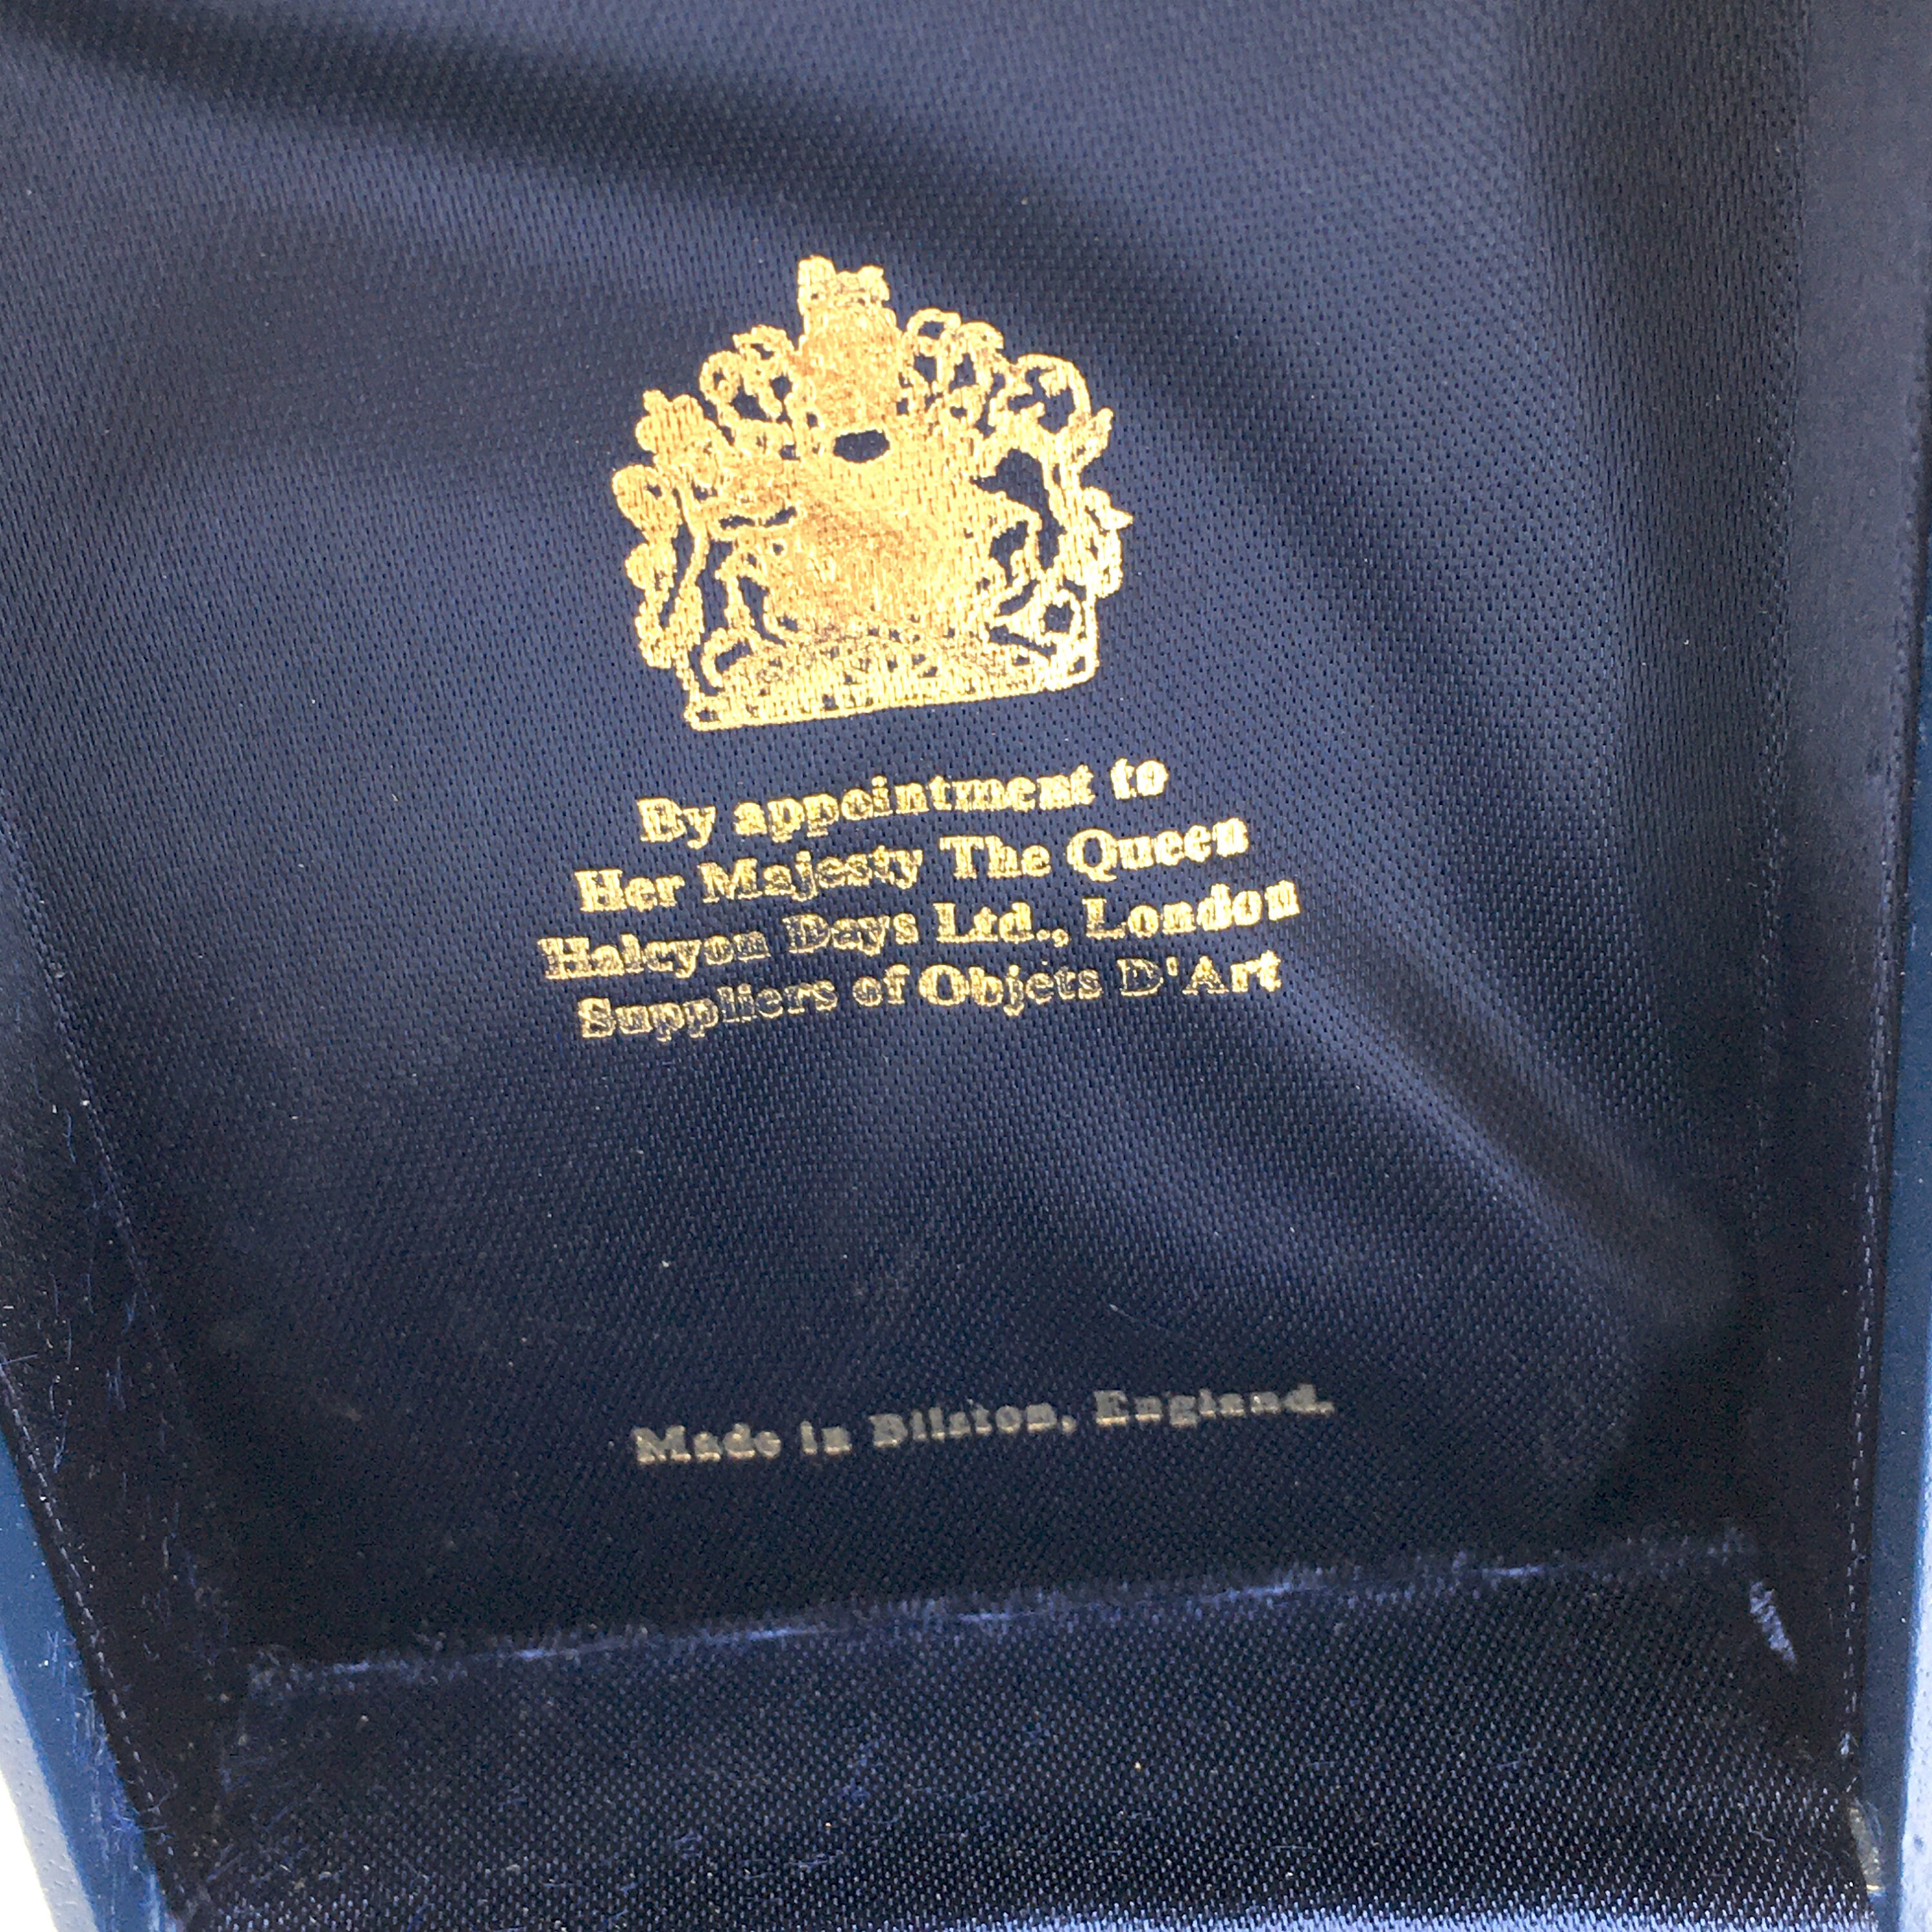 By appointment to
Her Majesty The Queen
Halcyon Days Ltd., London
Suppliers of Objets D'Art
Made in Bilston, England.